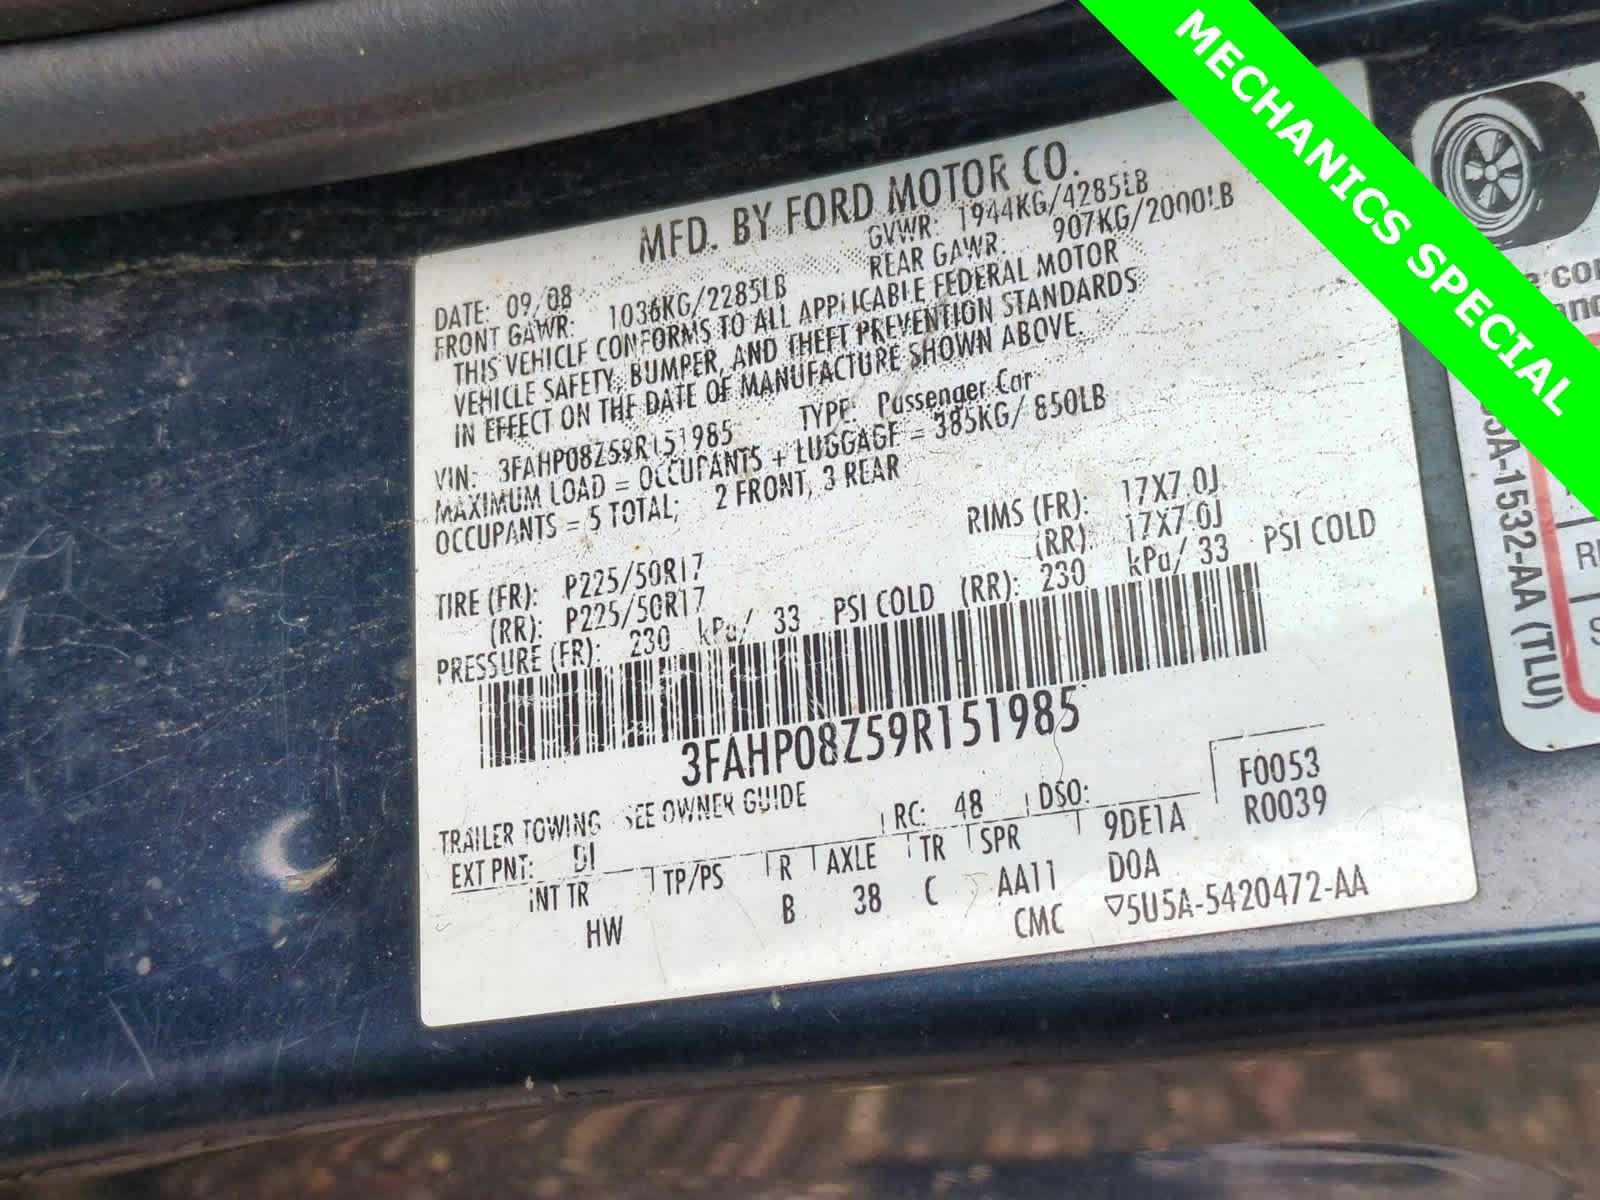 MECHANICS SPECIAL
MFD. BY FORD MOTOR CO.
DATE: 09/08
GVWR: 1944KG/4285LB
FRONT GAWR: 1036KG/2285LB
REAR GAWR: 907KG/2000LB
THIS VEHICLE CONFORMS TO ALL APPLICABLE FEDERAL MOTOR
VEHICLE SAFETY, BUMPER, AND THEFT PREVENTION STANDARDS
IN EFFECT ON THE DATE OF MANUFACTURE SHOWN ABOVE.
VIN: 3FAHP08Z59R151985 TYPE: Passenger Car
MAXIMUM LOAD = OCCUPANTS + LUGGAGE = 385KG/ 850LB
OCCUPANTS = 5 TOTAL; 2 FRONT, 3 REAR
TIRE (FR): P225/50R17 RIMS (FR): 17X7.0J
(RR): P225/50R17 (RR): 17X7.0J
PRESSURE (FR): 230 kPa/ 33 PSI COLD (RR): 230 kPa/ 33 PSI COLD
3FAHP08Z59R151985
TRAILER TOWING SEE OWNER GUIDE
EXT PNT: DI RC: 48 DSO: F0053
R0039
INT TR TP/PS R AXLE TR SPR 9DE1A
HW B 38 C AA11 DOA
CMC ▽5U5A-5420472-AA
5A-1532-AA (TLU)